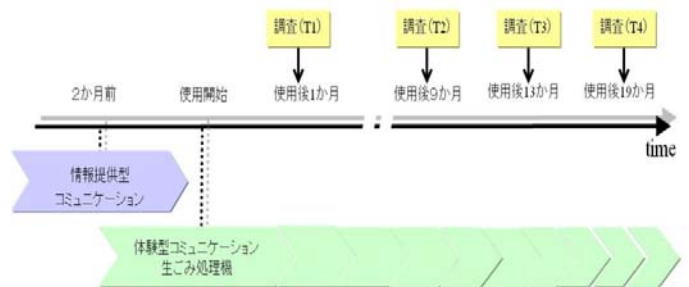 調査(T1)
調査(T2)
調査(T3)
調査(T4)
2か月前
使用開始
使用後1か月
使用後9か月
使用後13か月
使用後19か月
time
情報提供型
コミュニケーション
体験型コミュニケーション
生ごみ処理機